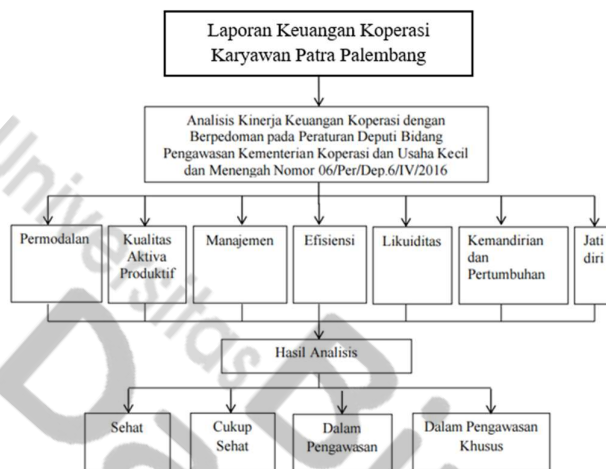 Laporan Keuangan Koperasi
Karyawan Patra Palembang
Analisis Kinerja Keuangan Koperasi dengan
Berpedoman pada Peraturan Deputi Bidang
Pengawasan Kementerian Koperasi dan Usaha Kecil
dan Menengah Nomor 06/Per/Dep.6/IV/2016
Permodalan
Kualitas
Aktiva
Produktif
Manajemen
Efisiensi
Likuiditas
Kemandirian
dan
Pertumbuhan
Jati
diri
Hasil Analisis
Sehat
Cukup
Sehat
Dalam
Pengawasan
Dalam Pengawasan
Khusus
Universitas